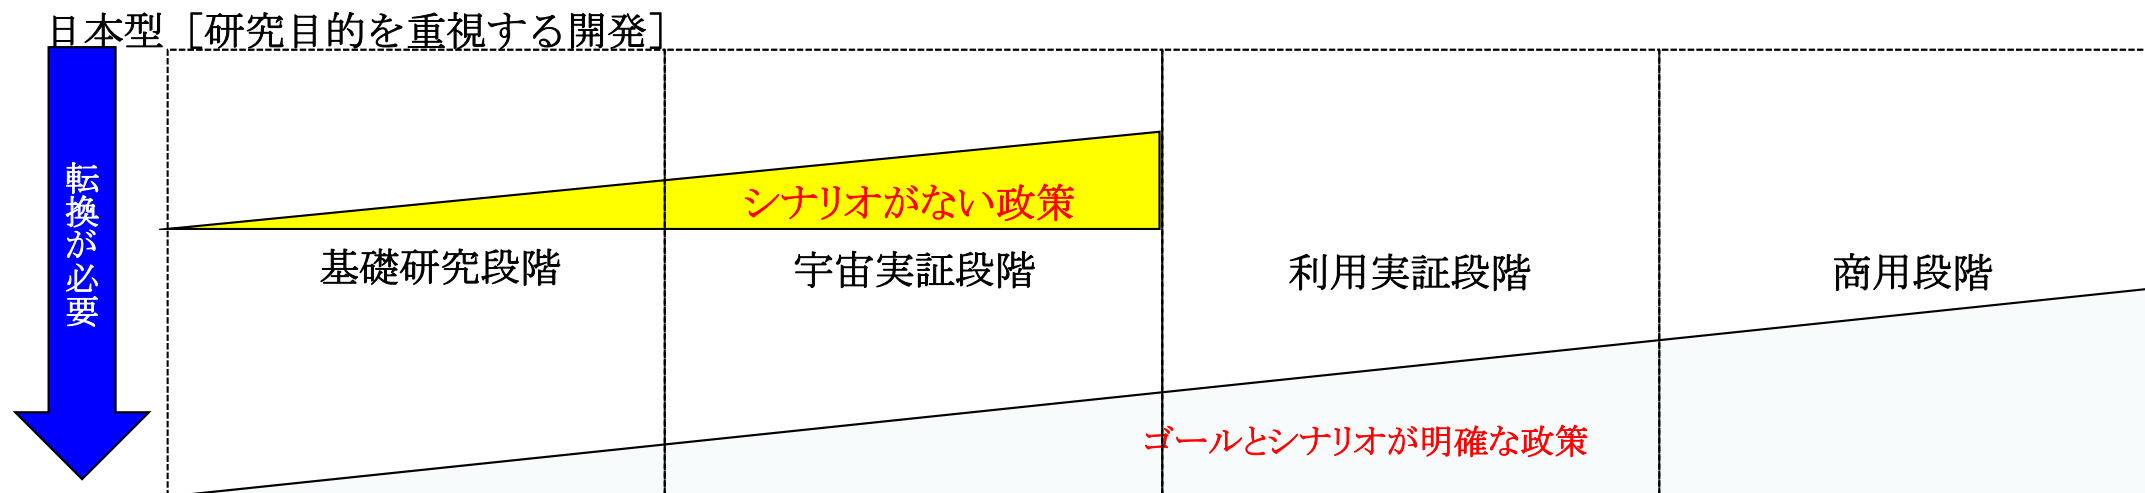 日本型［研究目的を重視する開発］
転換が必要
シナリオがない政策
基礎研究段階
宇宙実証段階
利用実証段階
商用段階
ゴールとシナリオが明確な政策